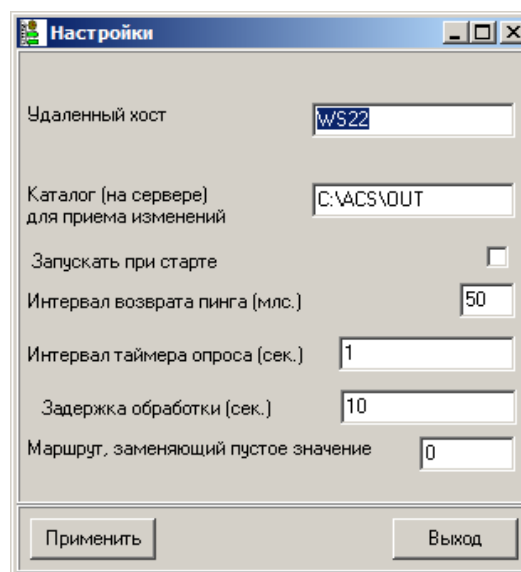 Настройки
Удаленный хост
WS22
Каталог (на сервере)
для приема изменений
C:\ACS\OUT
Запускать при старте
Интервал возврата пинга (млс.)
50
Интервал таймера опроса (сек.)
1
Задержка обработки (сек.)
10
Маршрут, заменяющий пустое значение
0
Применить
Выход